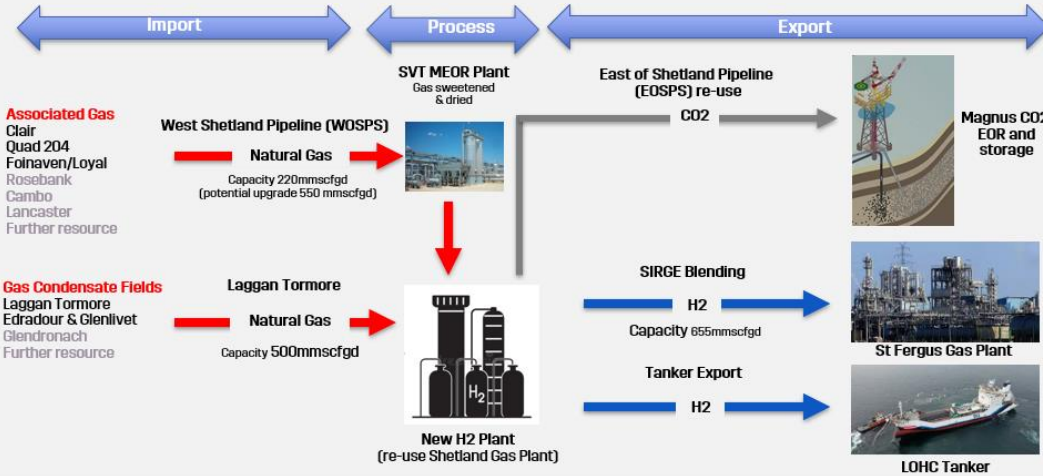 Import
Process
Export
Associated Gas
Clair
Quad 204
Foinaven/Loyal
Rosebank
Cambo
Lancaster
Further resource
West Shetland Pipeline (WOSPS)
Natural Gas
Capacity 220mmscfgd
(potential upgrade 550 mmscfgd)
SVT MEOR Plant
Gas sweetened
& dried
East of Shetland Pipeline
(EOSPS) re-use
CO2
Magnus CO2
EOR and
storage
Gas Condensate Fields
Laggan Tormore
Edradour & Glenlivet
Glendronach
Further resource
Laggan Tormore
Natural Gas
Capacity 500mmscfgd
H2
New H2 Plant
(re-use Shetland Gas Plant)
SIRGE Blending
H2
Capacity 655mmscfgd
St Fergus Gas Plant
Tanker Export
H2
LOHC Tanker